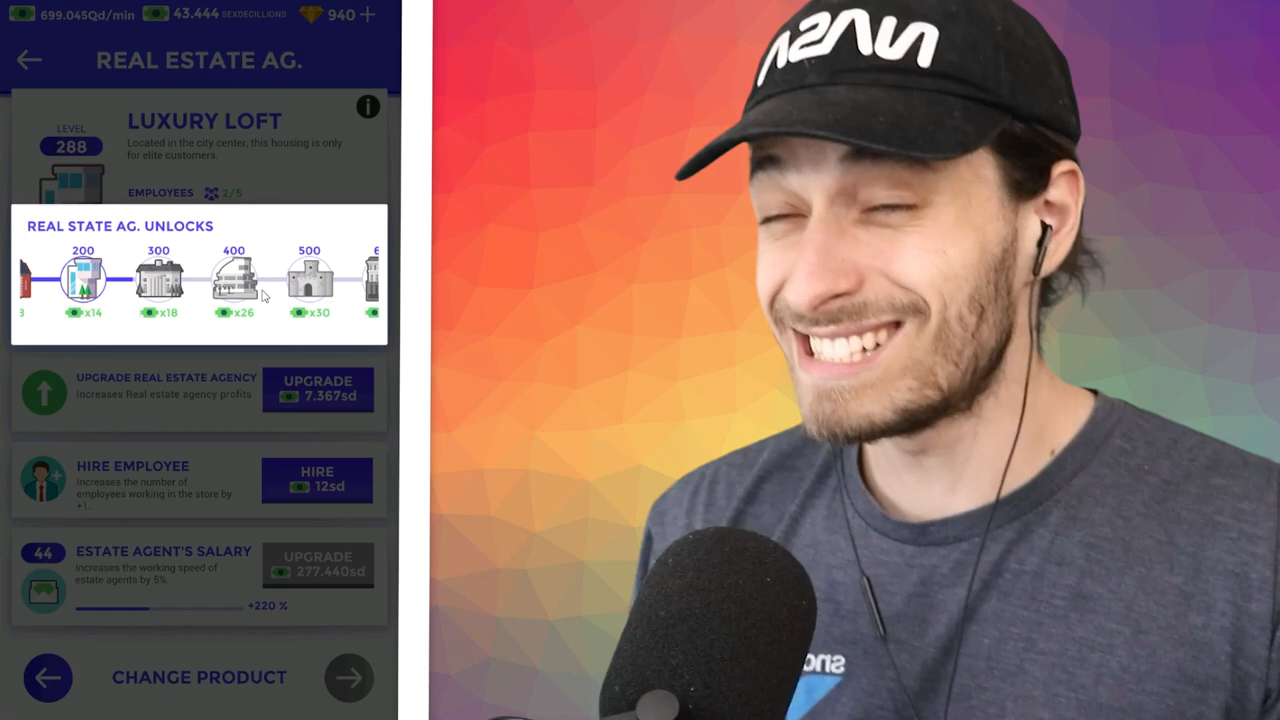 699.045Qd/min 43.444 SEXDECILLIONS 940 +
REAL ESTATE AG.
LUXURY LOFT
LEVEL
288
Located in the city center, this housing is only
for elite customers.
EMPLOYEES 2/5
REAL STATE AG. UNLOCKS
200 300 400 500 6
3 x14 x18 x26 x30
UPGRADE REAL ESTATE AGENCY
Increases Real estate agency profits
UPGRADE
7.367sd
HIRE EMPLOYEE
Increases the number of
employees working in the store by
+1.
HIRE
12sd
44
ESTATE AGENT'S SALARY
Increases the working speed of
estate agents by 5%.
UPGRADE
277.440sd
+220 %
CHANGE PRODUCT
NASA
sno